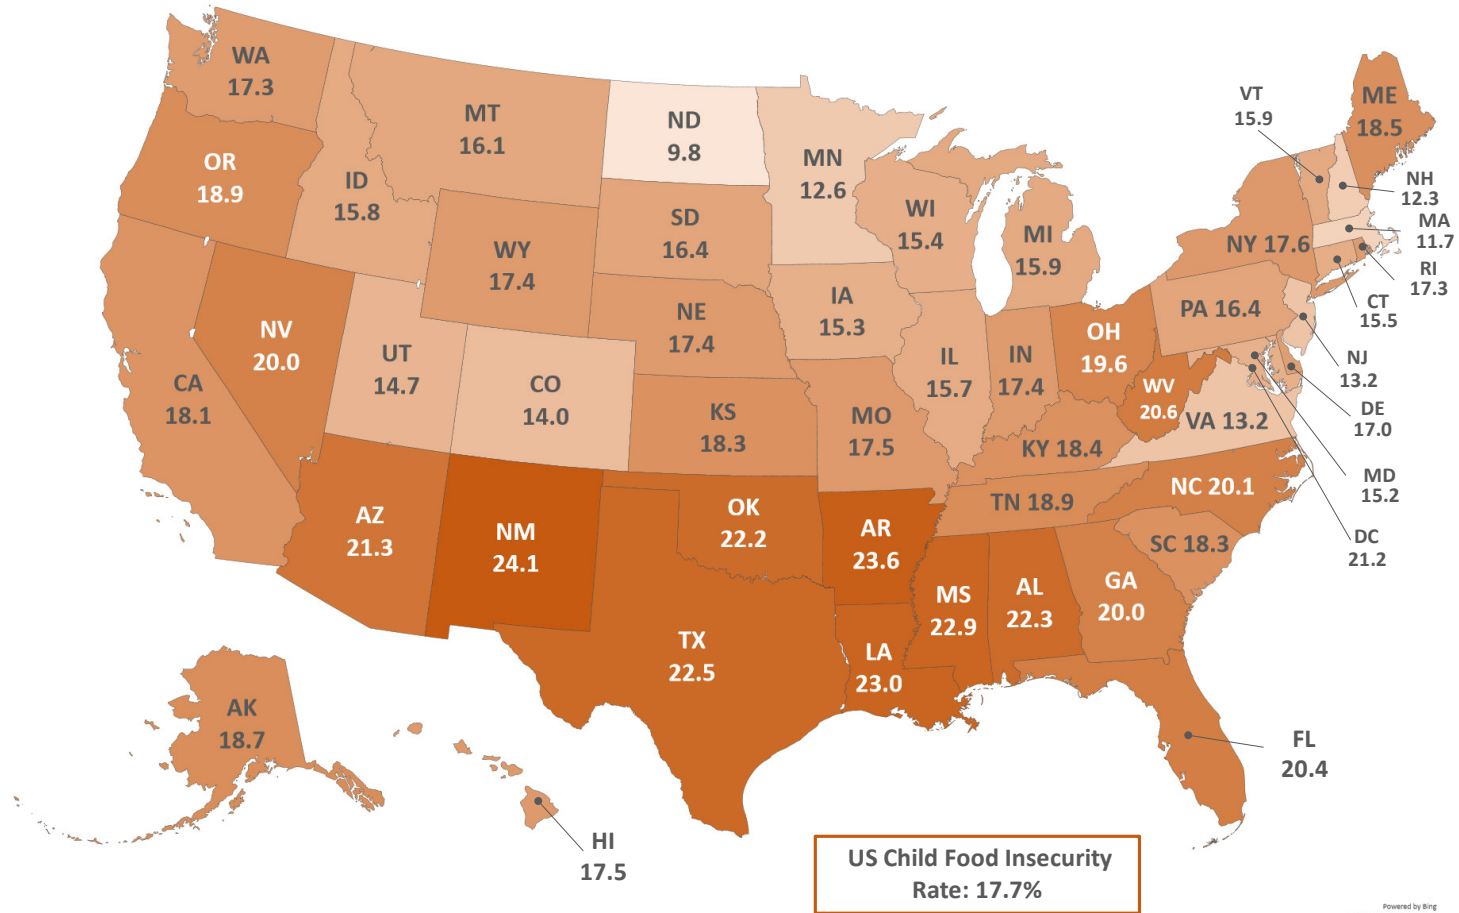 WA
17.3
OR
18.9
CA
18.1
NV
20.0
ID
15.8
MT
16.1
WY
17.4
UT
14.7
CO
14.0
AZ
21.3
NM
24.1
ND
9.8
SD
16.4
NE
17.4
KS
18.3
OK
22.2
TX
22.5
MN
12.6
IA
15.3
MO
17.5
AR
23.6
LA
23.0
WI
15.4
IL
15.7
MI
15.9
IN
17.4
OH
19.6
KY 18.4
TN 18.9
MS
22.9
AL
22.3
GA
20.0
FL
20.4
SC 18.3
NC 20.1
VA 13.2
WV
20.6
PA 16.4
NY 17.6
VT
15.9
ME
18.5
NH
12.3
MA
11.7
RI
17.3
CT
15.5
NJ
13.2
DE
17.0
MD
15.2
DC
21.2
AK
18.7
HI
17.5
US Child Food Insecurity
Rate: 17.7%
Powered by Bing